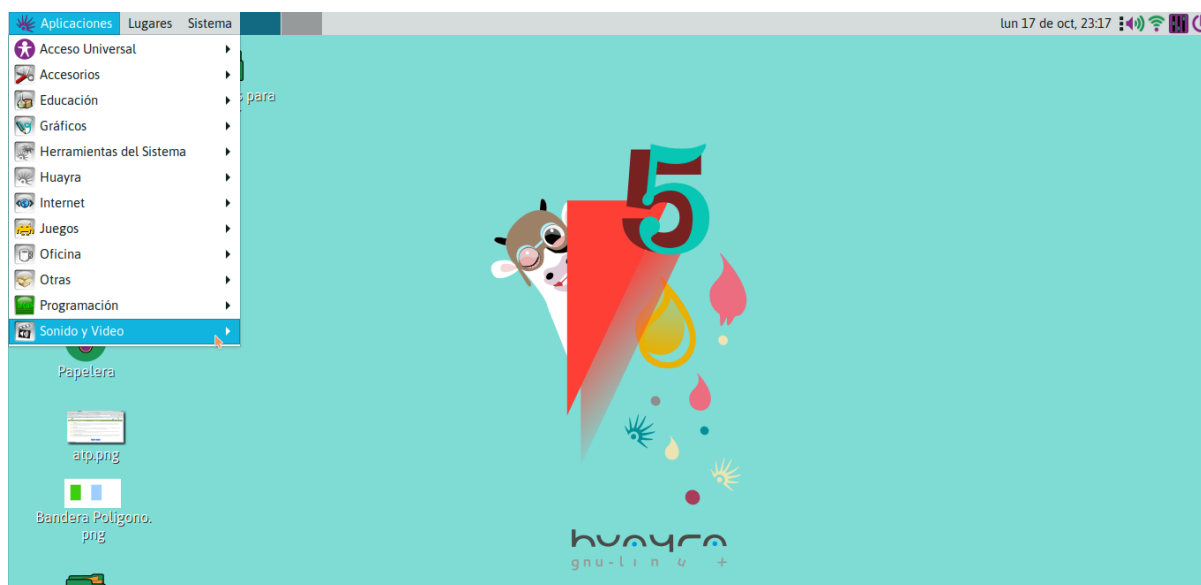 Aplicaciones Lugares Sistema
lun 17 de oct, 23:17
Acceso Universal
Accesorios
Educación
Gráficos
Herramientas del Sistema
Huayra
Internet
Juegos
Oficina
Otras
Programación
Sonido y Video
para
Papelera
atp.png
Bandera Poligono.
png
5
huayra
gnu-linux +